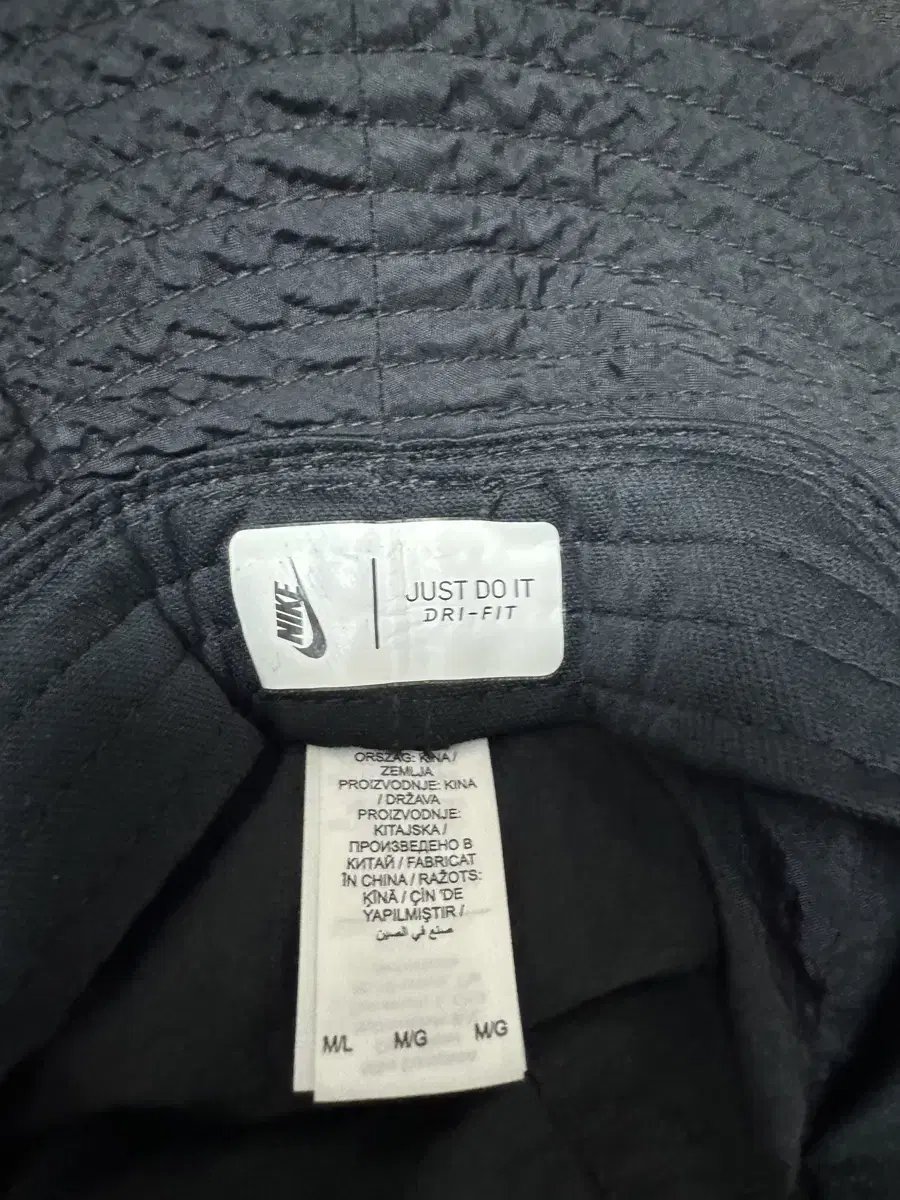 NIKE
JUST DO IT
DRI-FIT
ORSZÁG: KÍNA /
ZEMLJA
PROIZVODNJE: KINA
/ DRŽAVA
PROIZVODNJE:
KITAJSKA /
ПРОИЗВЕДЕНО В
КИТАЙ / FABRICAT
ÎN CHINA / RAŽOTS:
ĶĪNĀ / ÇİN 'DE
YAPILMIŞTIR /
صنع في الصين
M/L M/G M/G